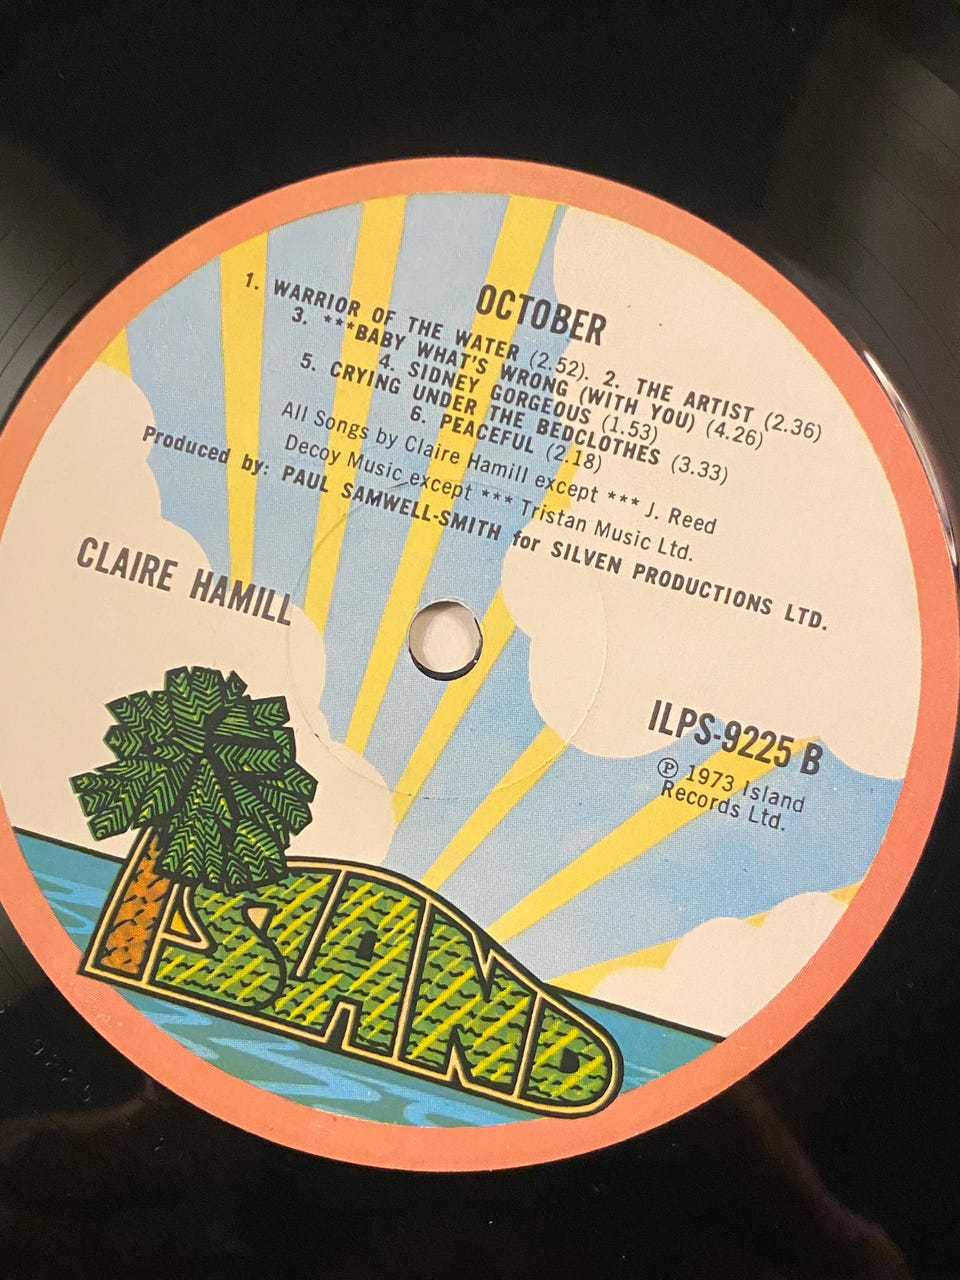 OCTOBER
1. WARRIOR OF THE WATER (2.52). 2. THE ARTIST (2.36)
3. ***BABY WHAT'S WRONG (WITH YOU) (4.26)
4. SIDNEY GORGEOUS (1.53)
5. CRYING UNDER THE BEDCLOTHES (3.33)
6. PEACEFUL (2.18)
All Songs by Claire Hamill except *** J. Reed
Decoy Music except *** Tristan Music Ltd.
Produced by: PAUL SAMWELL-SMITH for SILVEN PRODUCTIONS LTD.
CLAIRE HAMILL
ILPS-9225 B
℗ 1973 Island
Records Ltd.
ISLAND